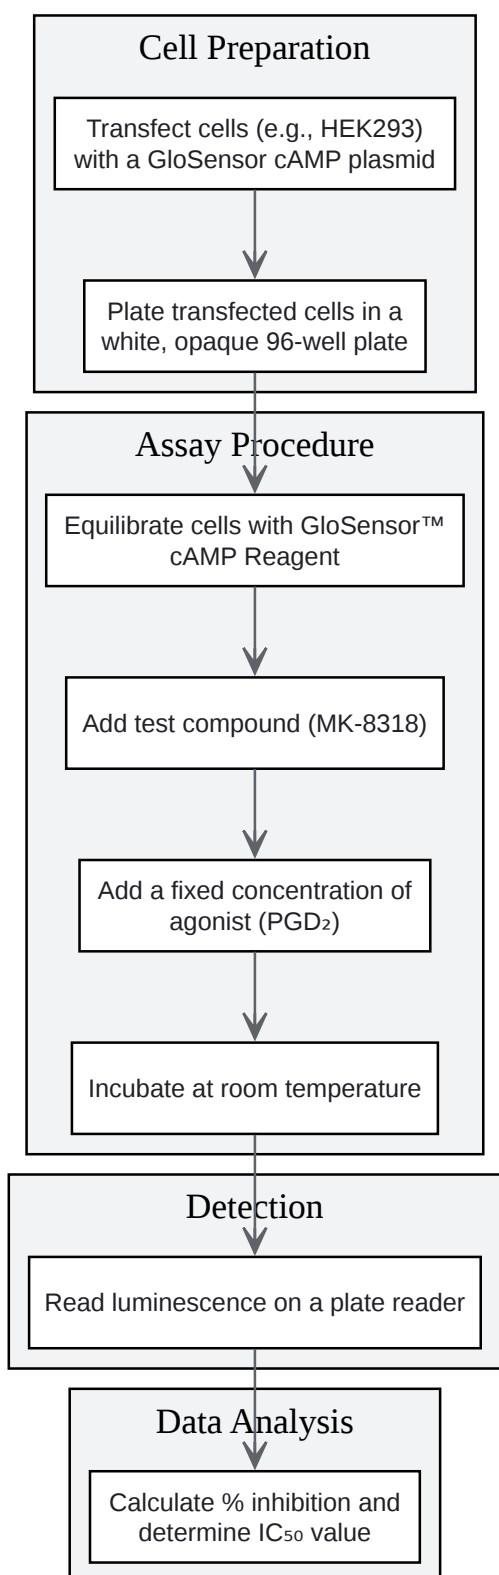 Cell Preparation
Transfect cells (e.g., HEK293)
with a GloSensor cAMP plasmid
Plate transfected cells in a
white, opaque 96-well plate
Assay Procedure
Equilibrate cells with GloSensor™
cAMP Reagent
Add test compound (MK-8318)
Add a fixed concentration of
agonist (PGD₂)
Incubate at room temperature
Detection
Read luminescence on a plate reader
Data Analysis
Calculate % inhibition and
determine IC₅₀ value